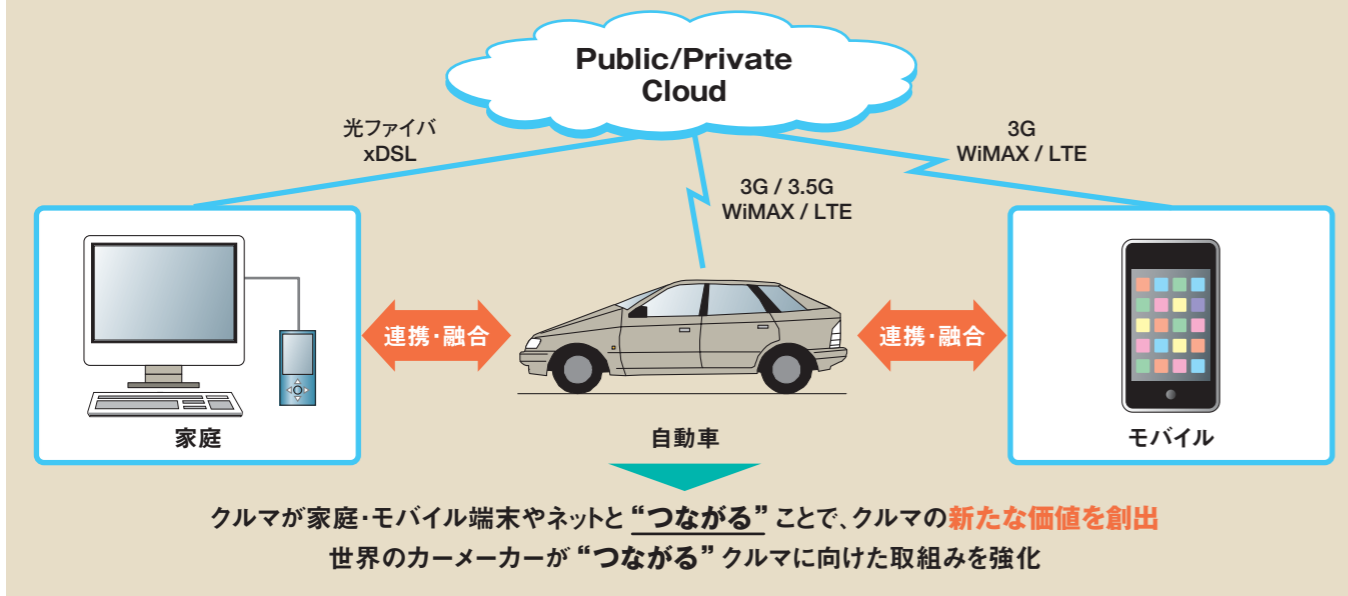 Public/Private
Cloud
光ファイバ
xDSL
3G
WiMAX / LTE
3G / 3.5G
WiMAX / LTE
連携・融合
連携・融合
家庭
自動車
モバイル
クルマが家庭・モバイル端末やネットと“つながる”ことで、クルマの新たな価値を創出
世界のカーメーカーが“つながる”クルマに向けた取組みを強化